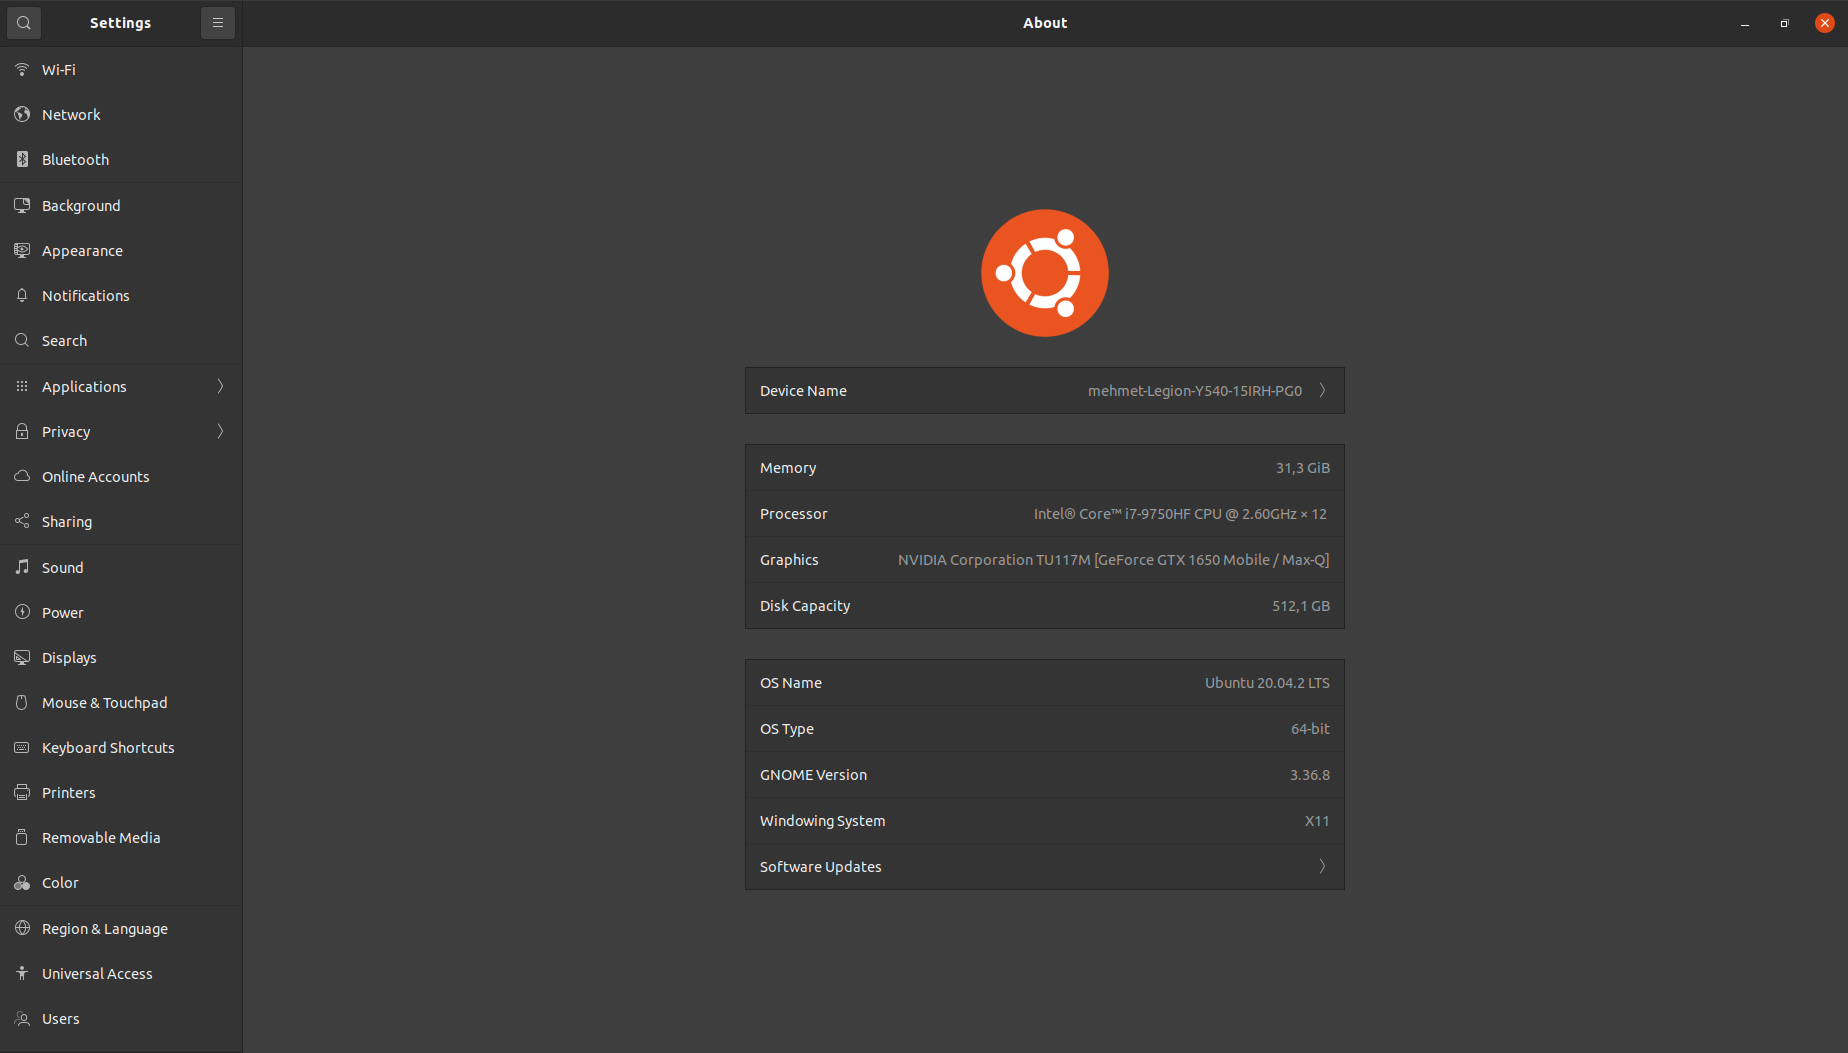 Settings
About
Wi-Fi
Network
Bluetooth
Background
Appearance
Notifications
Search
Applications
Privacy
Online Accounts
Sharing
Sound
Power
Displays
Mouse & Touchpad
Keyboard Shortcuts
Printers
Removable Media
Color
Region & Language
Universal Access
Users
Device Name mehmet-Legion-Y540-15IRH-PG0
Memory 31,3 GiB
Processor Intel® Core™ i7-9750HF CPU @ 2.60GHz × 12
Graphics NVIDIA Corporation TU117M [GeForce GTX 1650 Mobile / Max-Q]
Disk Capacity 512,1 GB
OS Name Ubuntu 20.04.2 LTS
OS Type 64-bit
GNOME Version 3.36.8
Windowing System X11
Software Updates